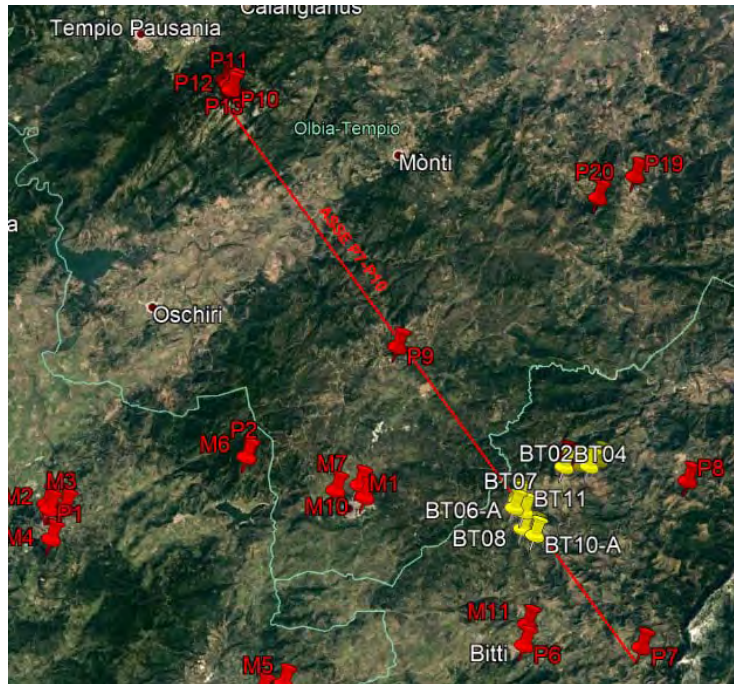 Calangianus
Tempio Pausania
P11
P12
P10
P13
Olbia-Tempio
Mònti
P19
P20
ASSE P7-P10
Oschiri
P9
P2
M6
BT02
BT04
M7
M1
P8
M3
M2
M10
BT07
BT11
P1
BT06-A
M4
BT08
BT10-A
M11
Bitti
P6
P7
M5